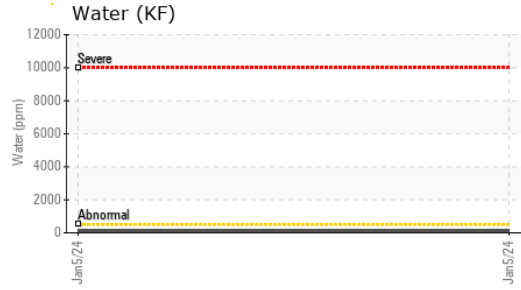 Water (KF)
12000
Severe
10000
8000
6000
Water (ppm)
4000
2000
Abnormal
0
Jan5/24
Jan5/24